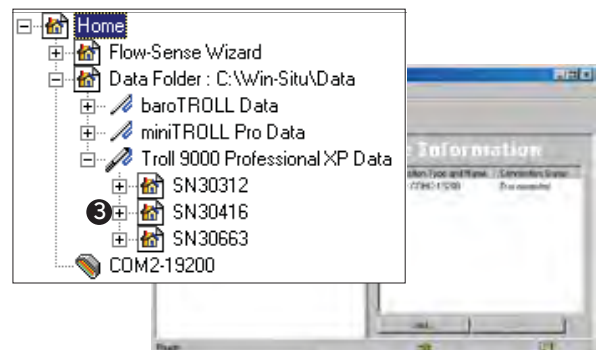 Home
Flow-Sense Wizard
Data Folder : C:\Win-Situ\Data
baroTROLL Data
miniTROLL Pro Data
Troll 9000 Professional XP Data
SN30312
3 SN30416
SN30663
COM2-19200
Information